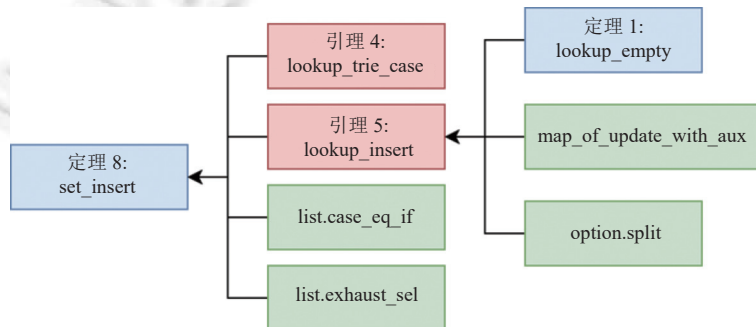 引理 4:
lookup_trie_case
定理 1:
lookup_empty
引理 5:
lookup_insert
map_of_update_with_aux
定理 8:
set_insert
list.case_eq_if
option.split
list.exhaust_sel